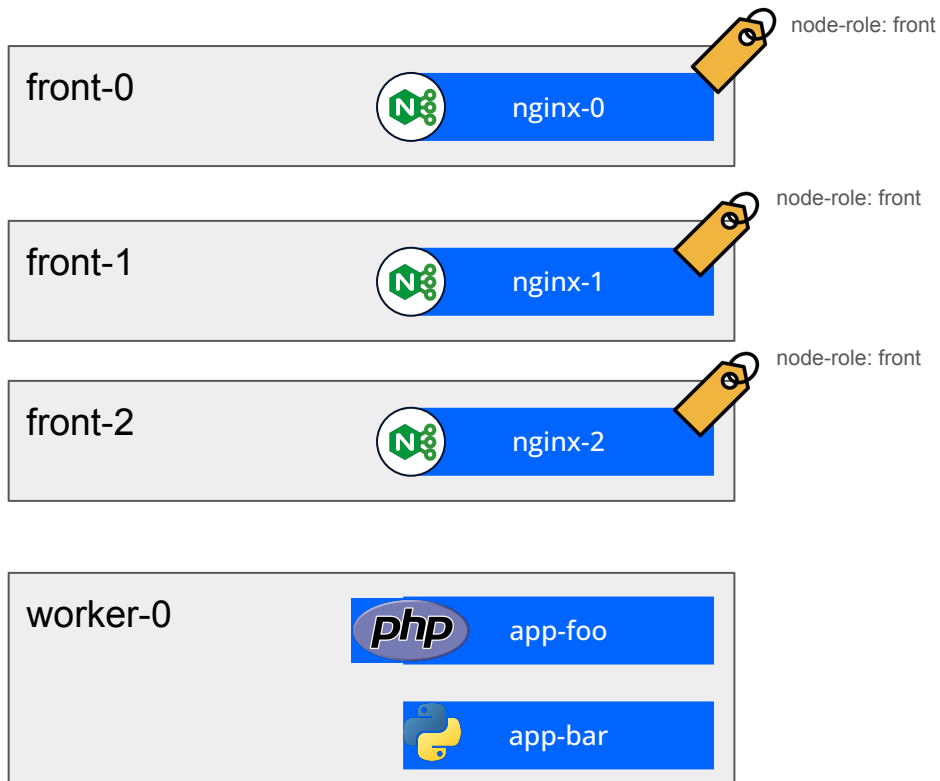 node-role: front
front-0
nginx-0
node-role: front
front-1
nginx-1
node-role: front
front-2
nginx-2
worker-0
php
app-foo
app-bar